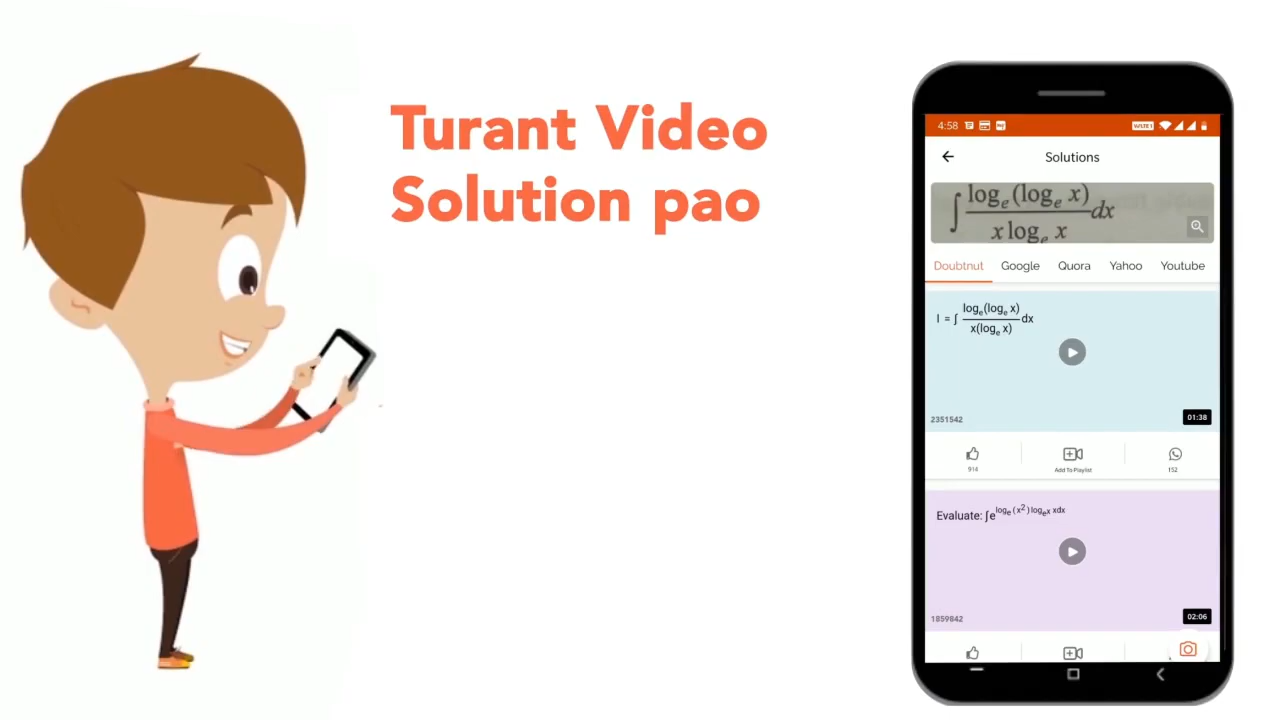 Turant Video
Solution pao
4:58
Solutions
∫ logₑ(logₑ x) / x logₑ x dx
Doubtnut Google Quora Yahoo Youtube
I = ∫ logₑ(logₑ x) / x(logₑ x) dx
2351542 01:38
914 Add To Playlist 152
Evaluate: ∫e^logₑ(x²)logₑx xdx
1859842 02:06